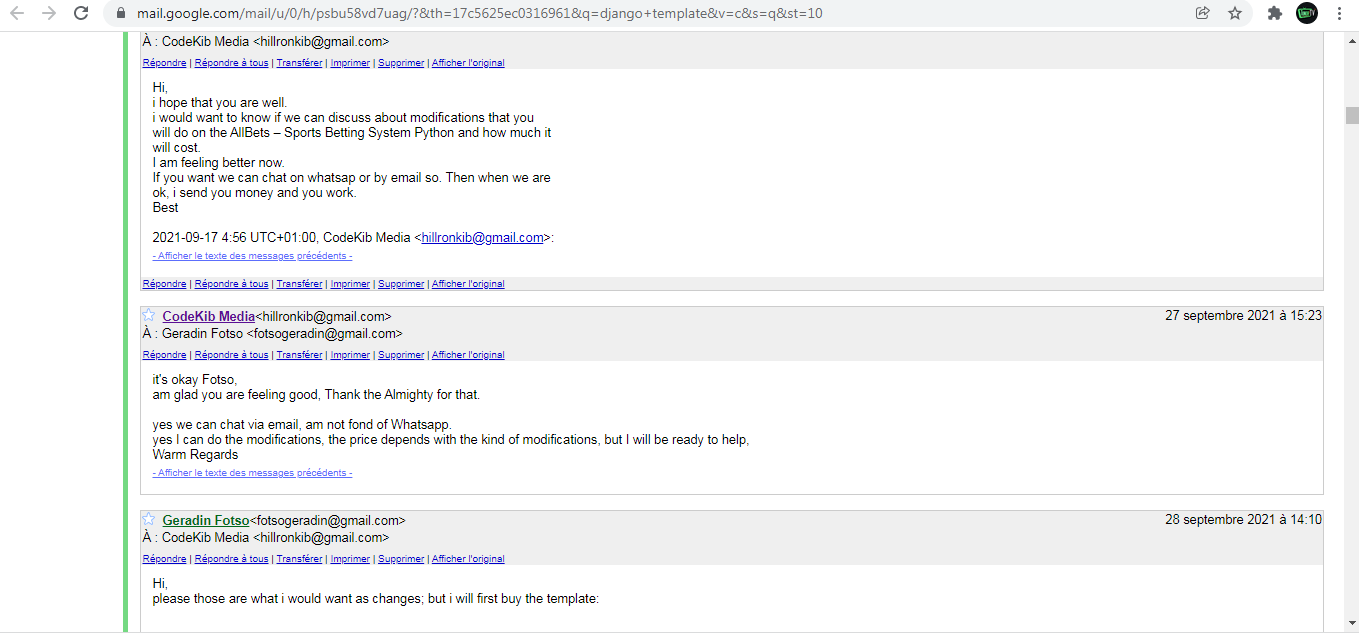 mail.google.com/mail/u/0/h/psbu58vd7uag/?&th=17c5625ec0316961&q=django+template&v=c&s=q&st=10
À : CodeKib Media <hillronkib@gmail.com>
Répondre | Répondre à tous | Transférer | Imprimer | Supprimer | Afficher l'original
Hi,
i hope that you are well.
i would want to know if we can discuss about modifications that you
will do on the AllBets – Sports Betting System Python and how much it
will cost.
I am feeling better now.
If you want we can chat on whatsap or by email so. Then when we are
ok, i send you money and you work.
Best
2021-09-17 4:56 UTC+01:00, CodeKib Media <hillronkib@gmail.com>:
- Afficher le texte des messages précédents -
Répondre | Répondre à tous | Transférer | Imprimer | Supprimer | Afficher l'original
CodeKib Media<hillronkib@gmail.com> 27 septembre 2021 à 15:23
À : Geradin Fotso <fotsogeradin@gmail.com>
Répondre | Répondre à tous | Transférer | Imprimer | Supprimer | Afficher l'original
it's okay Fotso,
am glad you are feeling good, Thank the Almighty for that.
yes we can chat via email, am not fond of Whatsapp.
yes I can do the modifications, the price depends with the kind of modifications, but I will be ready to help,
Warm Regards
- Afficher le texte des messages précédents -
Geradin Fotso<fotsogeradin@gmail.com> 28 septembre 2021 à 14:10
À : CodeKib Media <hillronkib@gmail.com>
Répondre | Répondre à tous | Transférer | Imprimer | Supprimer | Afficher l'original
Hi,
please those are what i would want as changes; but i will first buy the template: